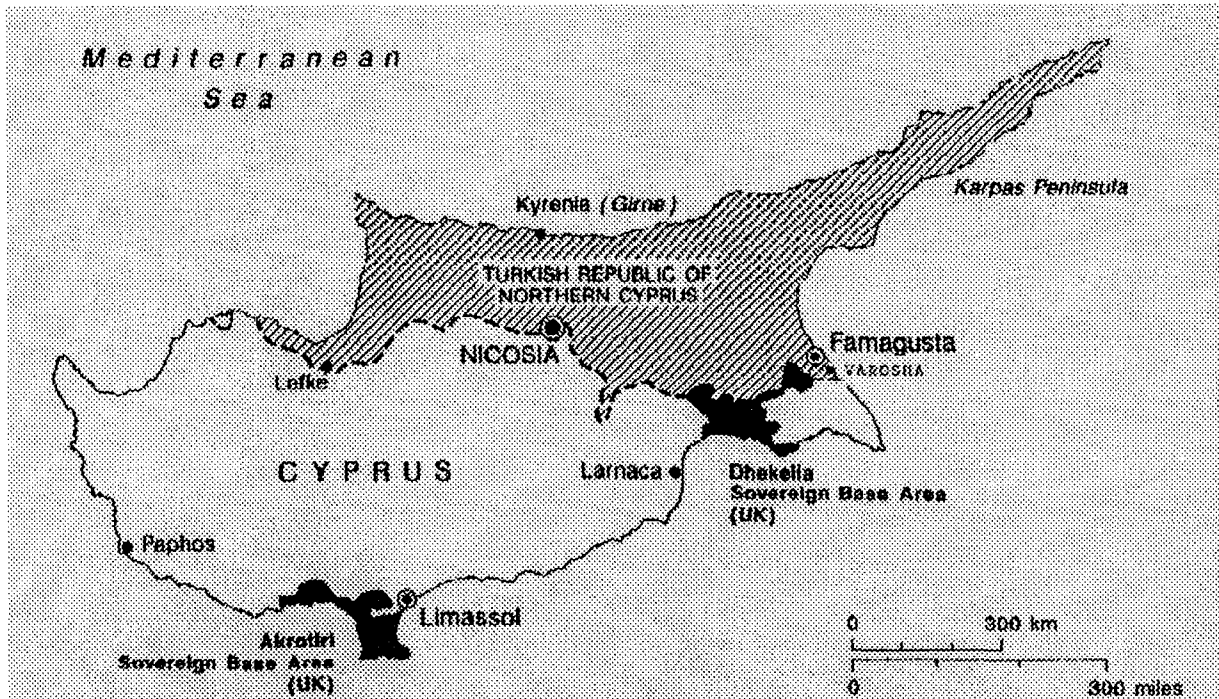 Mediterranean
Sea
Karpas Peninsula
Kyrenia (Girne)
TURKISH REPUBLIC OF
NORTHERN CYPRUS
NICOSIA
Famagusta
VAROSHA
Lefke
CYPRUS
Larnaca
Dhekelia
Sovereign Base Area
(UK)
Paphos
Limassol
Akrotiri
Sovereign Base Area
(UK)
0 300 km
0 300 miles